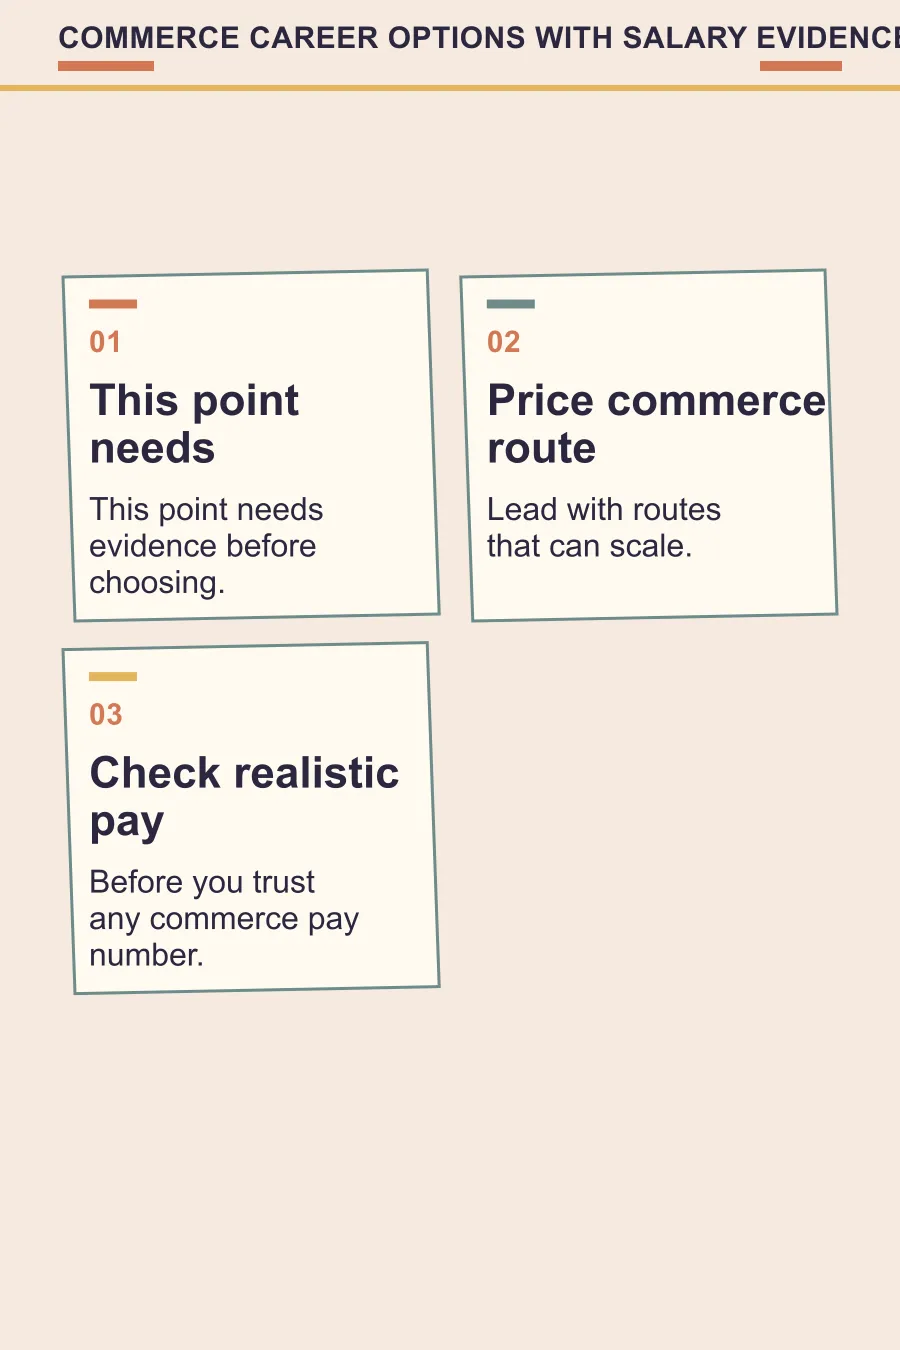 COMMERCE CAREER OPTIONS WITH SALARY EVIDENCE
01
This point
needs
This point needs
evidence before
choosing.
02
Price commerce
route
Lead with routes
that can scale.
03
Check realistic
pay
Before you trust
any commerce pay
number.